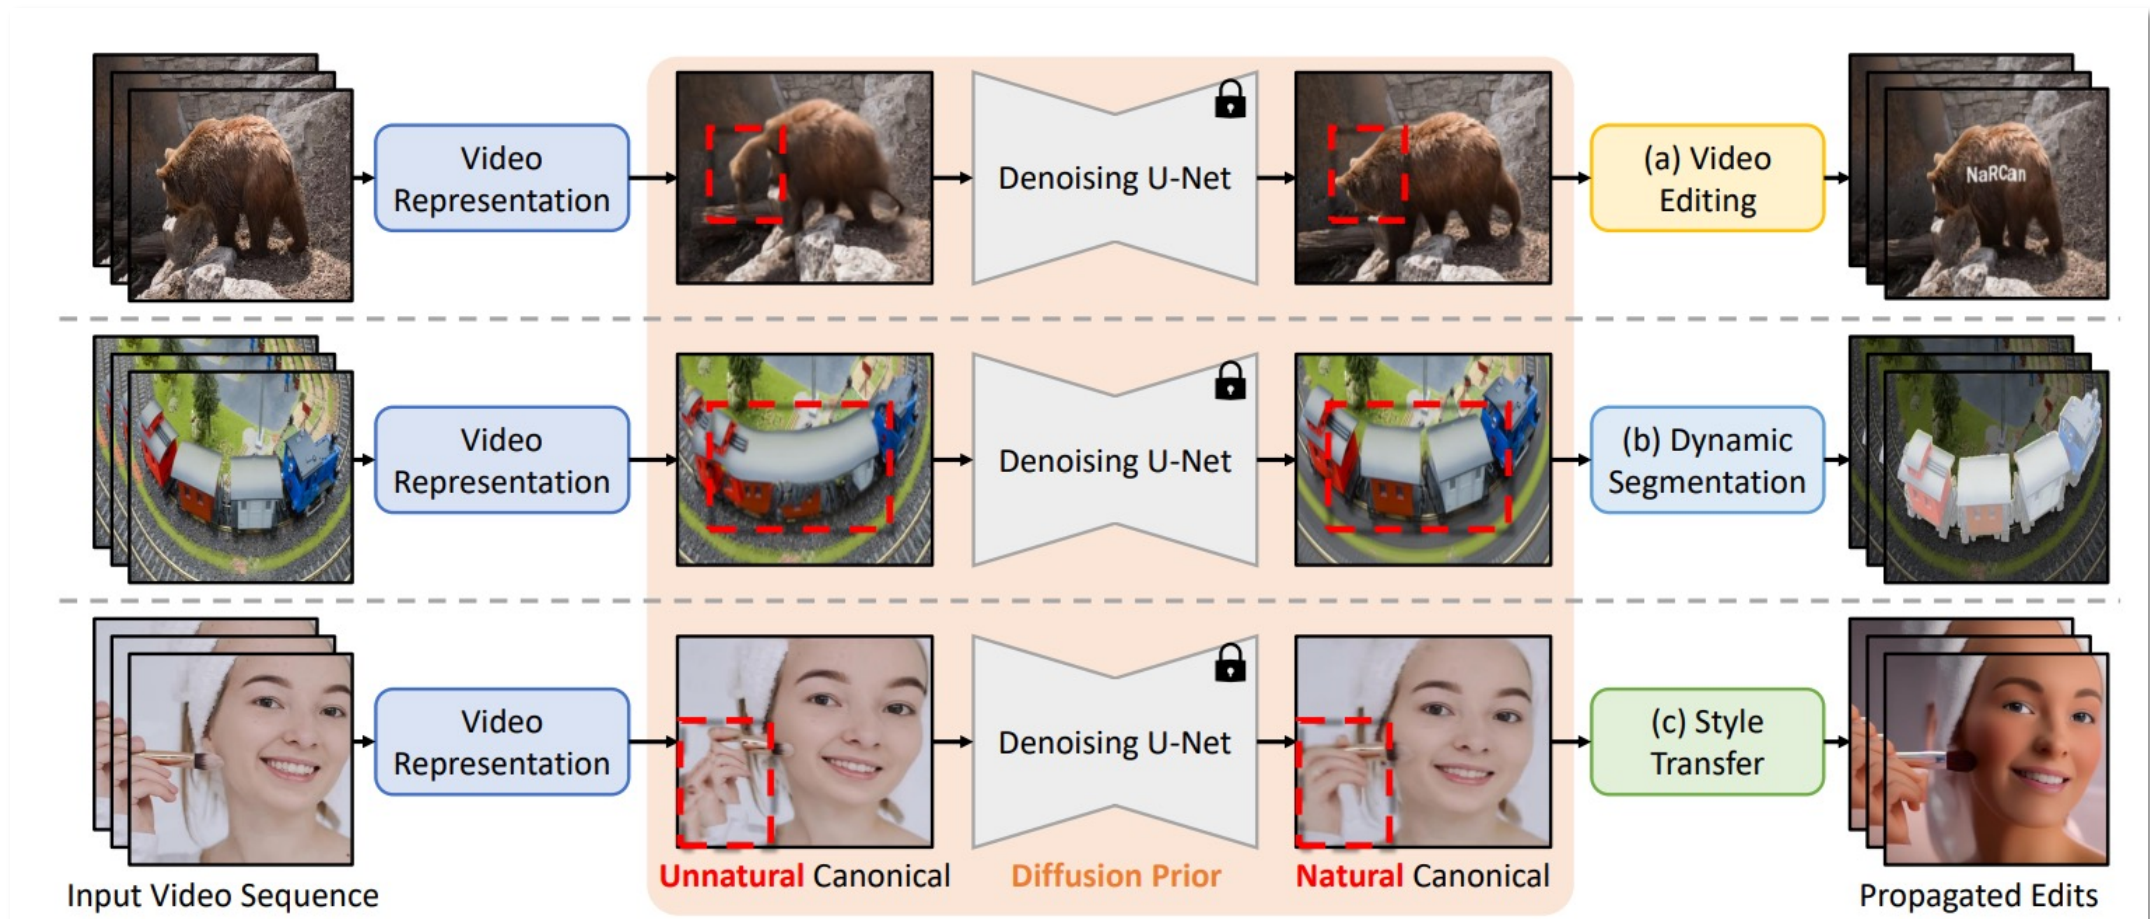 Video
Representation
Denoising U-Net
(a) Video
Editing
NaRCan
Video
Representation
Denoising U-Net
(b) Dynamic
Segmentation
Video
Representation
Denoising U-Net
(c) Style
Transfer
Unnatural Canonical
Diffusion Prior
Natural Canonical
Input Video Sequence
Propagated Edits